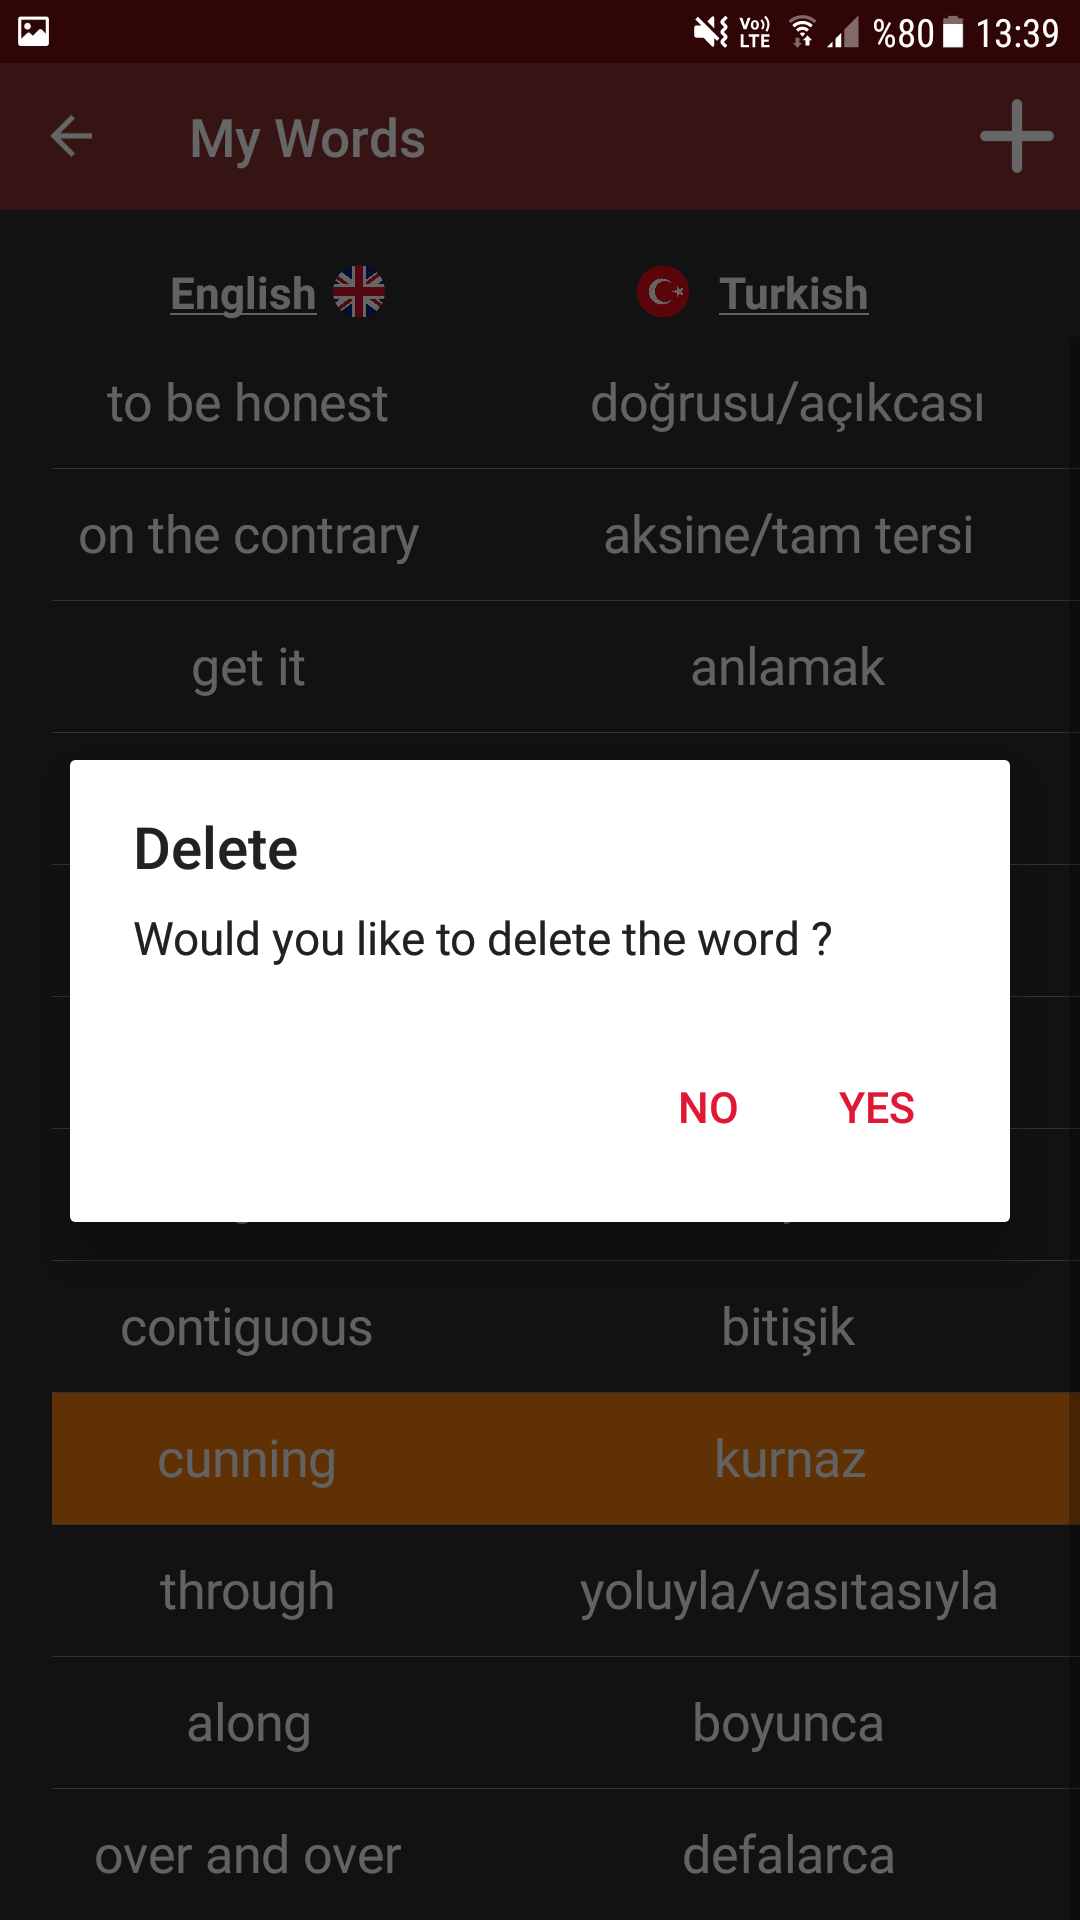 Vo)) LTE %80 13:39
My Words
English Turkish
to be honest doğrusu/açıkcası
on the contrary aksine/tam tersi
get it anlamak
Delete
Would you like to delete the word ?
NO YES
contiguous bitişik
cunning kurnaz
through yoluyla/vasıtasıyla
along boyunca
over and over defalarca